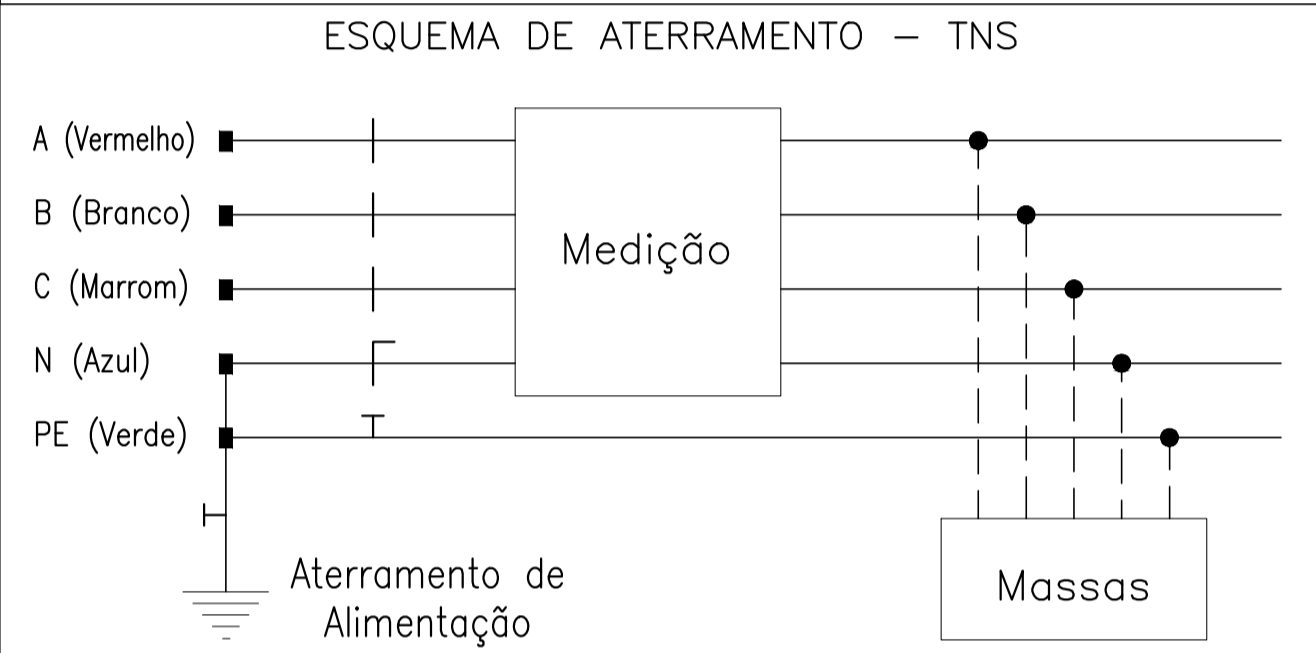 ESQUEMA DE ATERRAMENTO – TNS
A (Vermelho)
B (Branco)
C (Marrom)
N (Azul)
PE (Verde)
Medição
Aterramento de
Alimentação
Massas